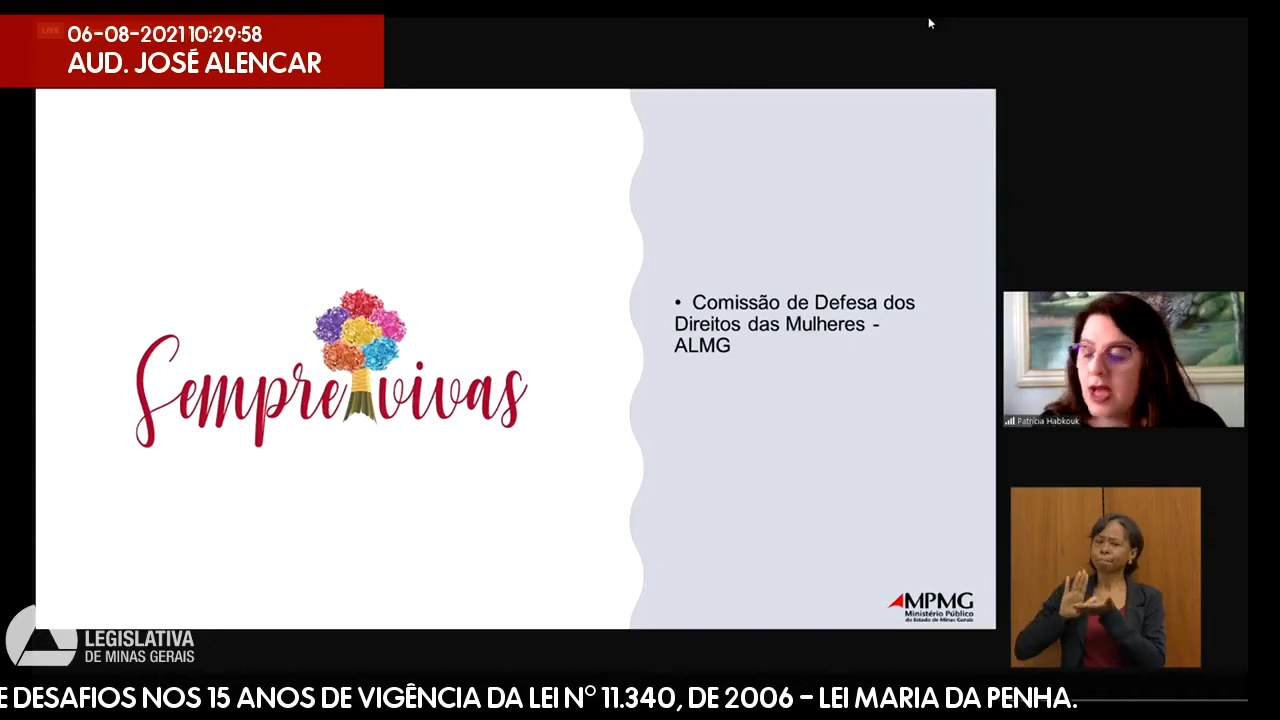 LIVE
06-08-2021 10:29:58
AUD. JOSÉ ALENCAR
Sempre vivas
• Comissão de Defesa dos
Direitos das Mulheres -
ALMG
Patricia Habkouk
MPMG
Ministério Público
do Estado de Minas Gerais
LEGISLATIVA
DE MINAS GERAIS
E DESAFIOS NOS 15 ANOS DE VIGÊNCIA DA LEI Nº 11.340, DE 2006 – LEI MARIA DA PENHA.